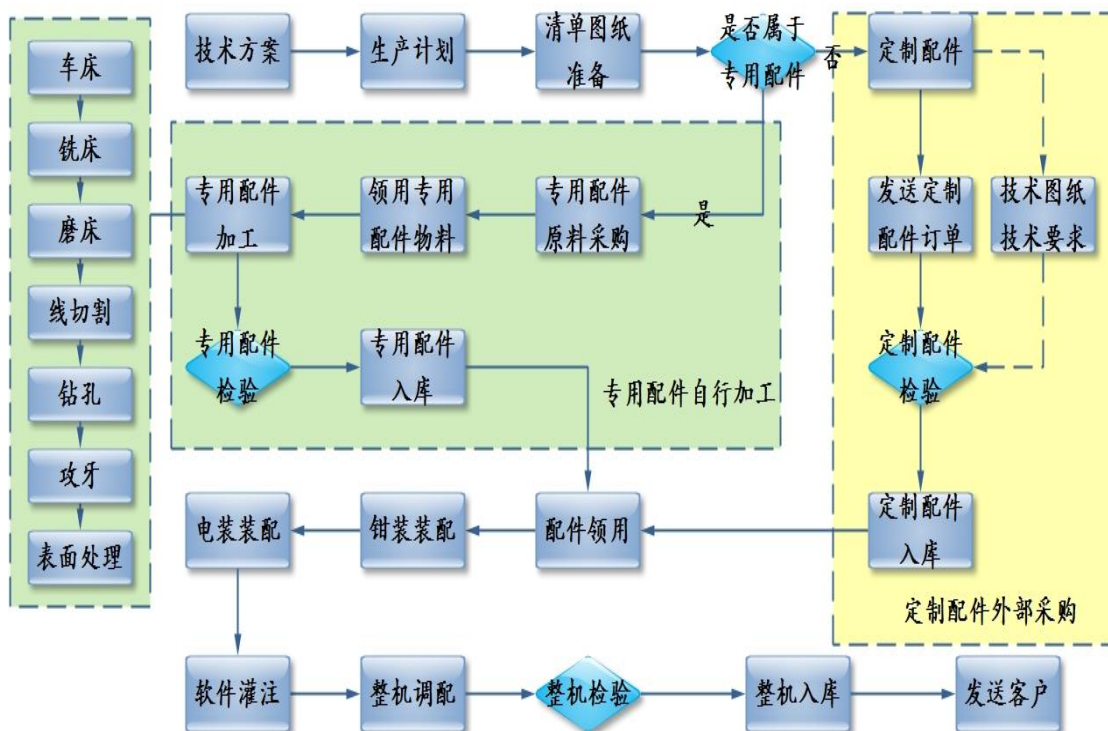 车床
铣床
磨床
线切割
钻孔
攻牙
表面处理
技术方案
生产计划
清单图纸
准备
是否属于
专用配件
否
是
定制配件
发送定制
配件订单
技术图纸
技术要求
定制配件
检验
定制配件
入库
定制配件外部采购
专用配件
原料采购
领用专用
配件物料
专用配件
加工
专用配件
检验
专用配件
入库
专用配件自行加工
配件领用
钳装装配
电装装配
软件灌注
整机调配
整机检验
整机入库
发送客户